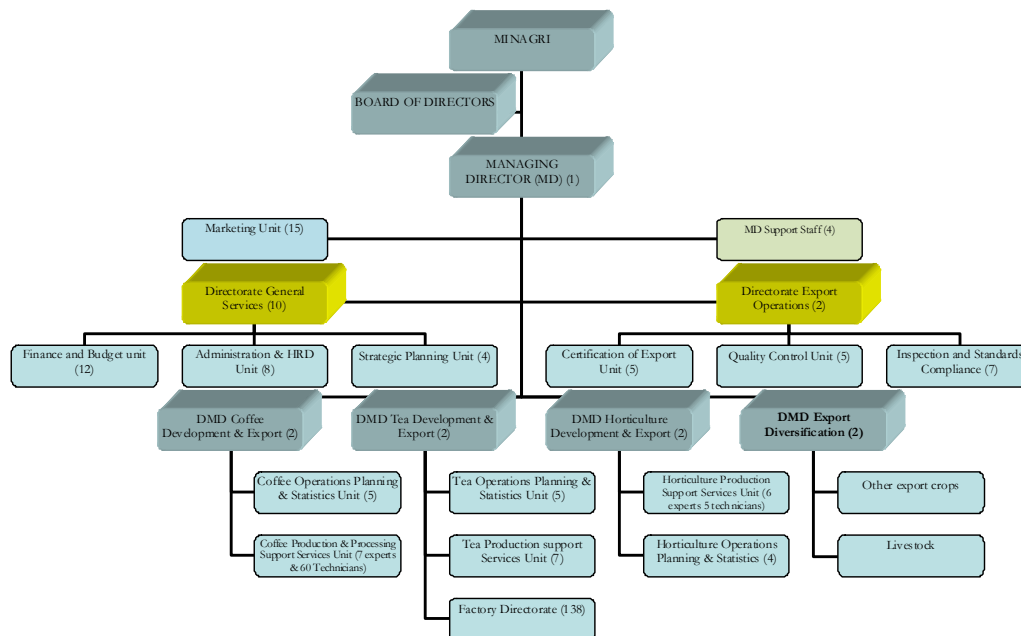 MINAGRI
BOARD OF DIRECTORS
MANAGING
DIRECTOR (MD) (1)
Marketing Unit (15)
MD Support Staff (4)
Directorate General
Services (10)
Directorate Export
Operations (2)
Finance and Budget unit
(12)
Administration & HRD
Unit (8)
Strategic Planning Unit (4)
Certification of Export
Unit (5)
Quality Control Unit (5)
Inspection and Standards
Compliance (7)
DMD Coffee
Development & Export (2)
DMD Tea Development &
Export (2)
DMD Horticulture
Development & Export (2)
DMD Export
Diversification (2)
Coffee Operations Planning
& Statistics Unit (5)
Tea Operations Planning &
Statistics Unit (5)
Horticulture Production
Support Services Unit (6
experts 5 technicians)
Other export crops
Coffee Production & Processing
Support Services Unit (7 experts
& 60 Technicians)
Tea Production support
Services Unit (7)
Horticulture Operations
Planning & Statistics (4)
Livestock
Factory Directorate (138)